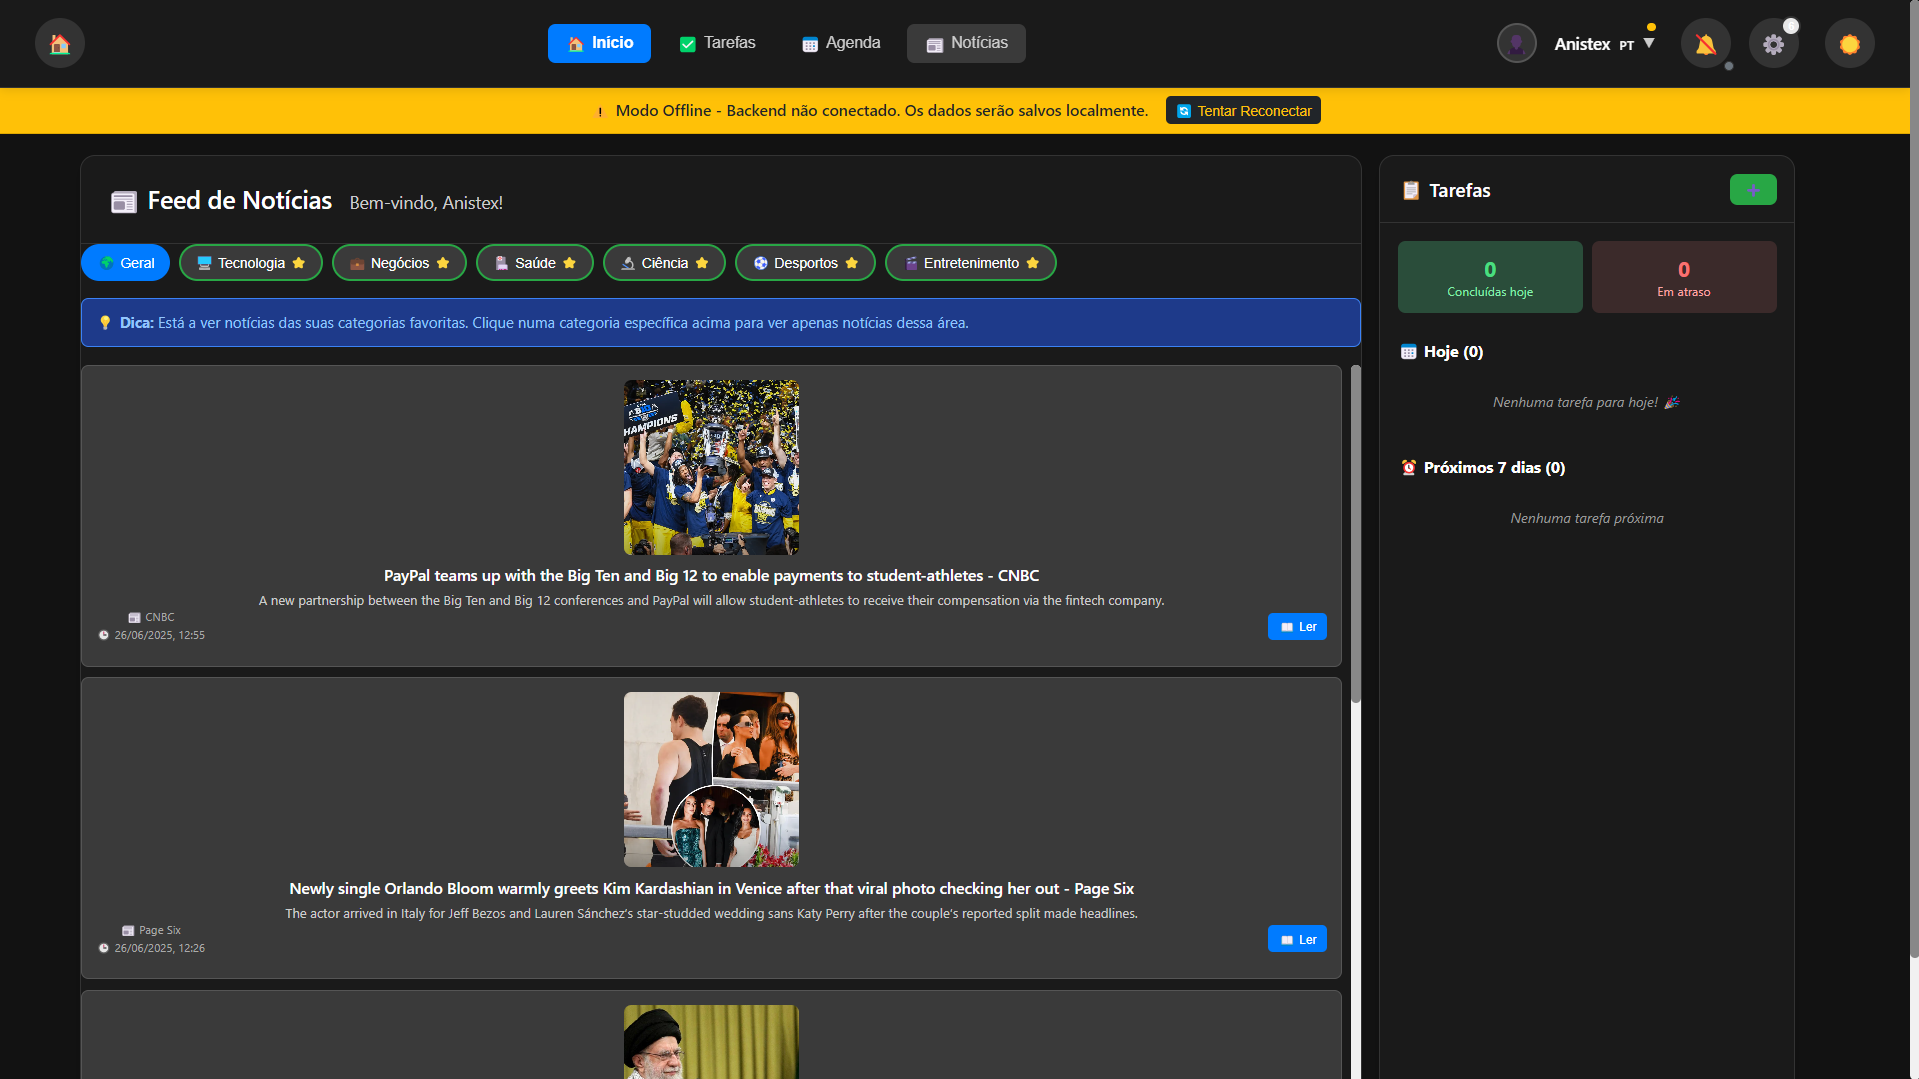 Início
Tarefas
Agenda
Notícias
Anistex PT ▼
Modo Offline - Backend não conectado. Os dados serão salvos localmente.
Tentar Reconectar
Feed de Notícias
Bem-vindo, Anistex!
Geral
Tecnologia
Negócios
Saúde
Ciência
Desportos
Entretenimento
Dica: Está a ver notícias das suas categorias favoritas. Clique numa categoria específica acima para ver apenas notícias dessa área.
CHAMPIONS
PayPal teams up with the Big Ten and Big 12 to enable payments to student-athletes - CNBC
A new partnership between the Big Ten and Big 12 conferences and PayPal will allow student-athletes to receive their compensation via the fintech company.
CNBC
26/06/2025, 12:55
Ler
Newly single Orlando Bloom warmly greets Kim Kardashian in Venice after that viral photo checking her out - Page Six
The actor arrived in Italy for Jeff Bezos and Lauren Sánchez's star-studded wedding sans Katy Perry after the couple's reported split made headlines.
Page Six
26/06/2025, 12:26
Ler
Tarefas
+
0
Concluídas hoje
0
Em atraso
Hoje (0)
Nenhuma tarefa para hoje!
Próximos 7 dias (0)
Nenhuma tarefa próxima